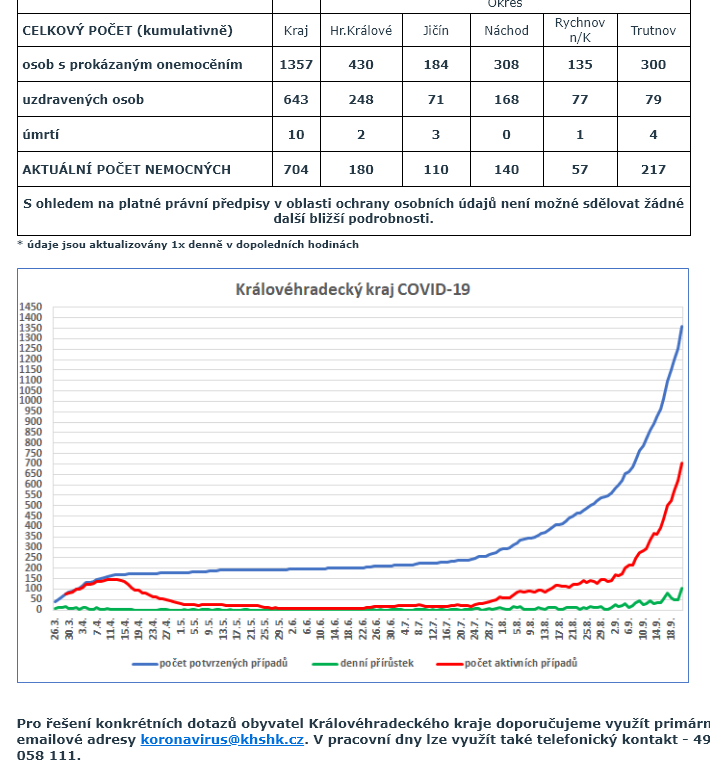 Okres
CELKOVÝ POČET (kumulativně) Kraj Hr.Králové Jičín Náchod Rychnov n/K Trutnov
osob s prokázaným onemocěním 1357 430 184 308 135 300
uzdravených osob 643 248 71 168 77 79
úmrtí 10 2 3 0 1 4
AKTUÁLNÍ POČET NEMOCNÝCH 704 180 110 140 57 217
S ohledem na platné právní předpisy v oblasti ochrany osobních údajů není možné sdělovat žádné
další bližší podrobnosti.
* údaje jsou aktualizovány 1x denně v dopoledních hodinách
Královéhradecký kraj COVID-19
1450
1400
1350
1300
1250
1200
1150
1100
1050
1000
950
900
850
800
750
700
650
600
550
500
450
400
350
300
250
200
150
100
50
0
26.3. 30.3. 3.4. 7.4. 11.4. 15.4. 19.4. 23.4. 27.4. 1.5. 5.5. 9.5. 13.5. 17.5. 21.5. 25.5. 29.5. 2.6. 6.6. 10.6. 14.6. 18.6. 22.6. 26.6. 30.6. 4.7. 8.7. 12.7. 16.7. 20.7. 24.7. 28.7. 1.8. 5.8. 9.8. 13.8. 17.8. 21.8. 25.8. 29.8. 2.9. 6.9. 10.9. 14.9. 18.9.
počet potvrzených případů denní přírůstek počet aktivních případů
Pro řešení konkrétních dotazů obyvatel Královéhradeckého kraje doporučujeme využít primárn
emailové adresy koronavirus@khshk.cz. V pracovní dny lze využít také telefonický kontakt - 49
058 111.